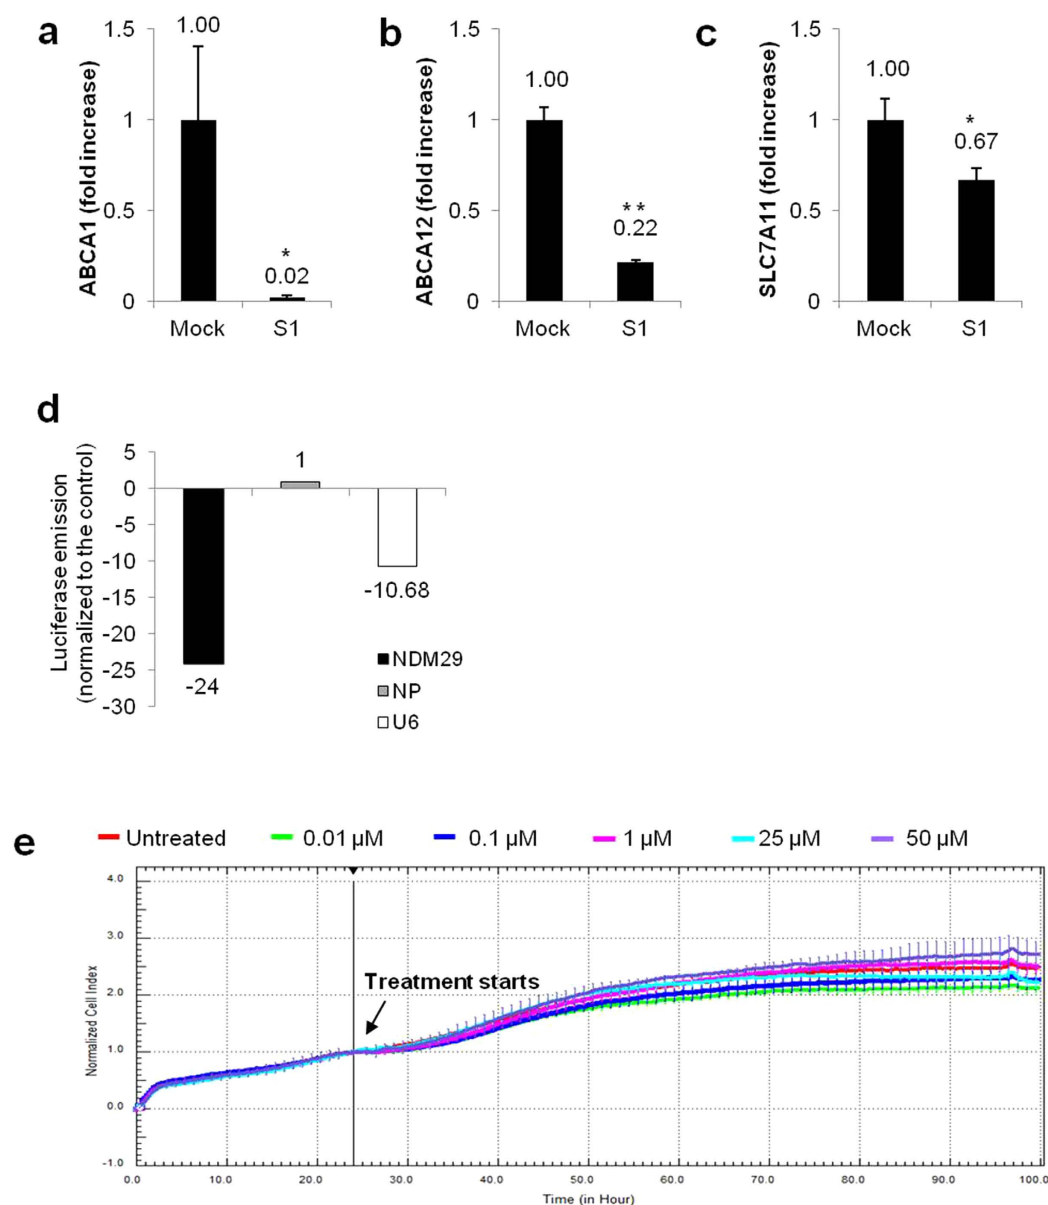 a
ABCA1 (fold increase)
1.5
1
0.5
0
1.00
*
0.02
Mock
S1
b
ABCA12 (fold increase)
1.5
1
0.5
0
1.00
**
0.22
Mock
S1
c
SLC7A11 (fold increase)
1.5
1
0.5
0
1.00
*
0.67
Mock
S1
d
Luciferase emission
(normalized to the control)
5
0
-5
-10
-15
-20
-25
-30
1
-10.68
-24
NDM29
NP
U6
e
Untreated 0.01 µM 0.1 µM 1 µM 25 µM 50 µM
Normalized Cell Index
4.0
3.0
2.0
1.0
0.0
-1.0
Treatment starts
0.0 10.0 20.0 30.0 40.0 50.0 60.0 70.0 80.0 90.0 100.0
Time (in Hour)